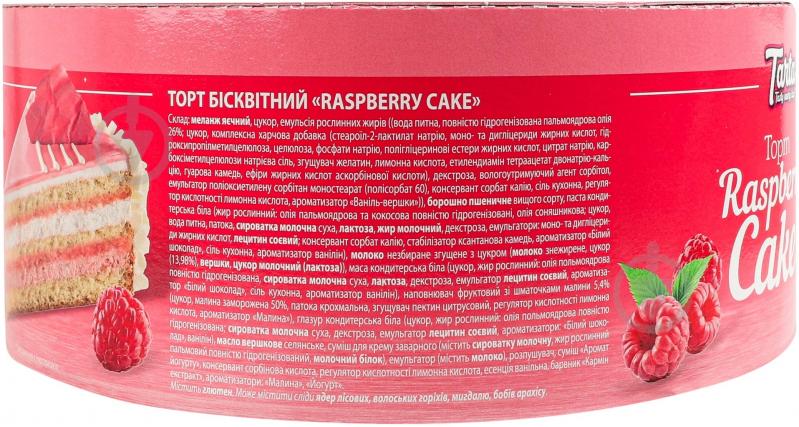 ТОРТ БІСКВІТНИЙ «RASPBERRY CAKE»
Склад: меланж яєчний, цукор, емульсія рослинних жирів ((вода питна, повністю гідрогенізована пальмоядрова олія
26%; цукор, комплексна харчова добавка (стеароїл-2-лактилат натрію, моно- та дигліцериди жирних кислот, гід-
роксипропілметилцелюлоза, целюлоза, фосфати натрію, полігліцеринові естери жирних кислот, цитрат натрію, кар-
боксиметилцелюлози натрієва сіль, згущувач желатин, лимонна кислота, етилендіамін тетраацетат двонатрію-каль-
цію, гуарова камедь, ефіри жирних кислот аскорбінової кислоти), декстроза, вологоутримуючий агент сорбітол,
емульгатор поліоксиетилену сорбітан моностеарат (полісорбат 60), консервант сорбат калію, сіль кухонна, регуля-
тор кислотності лимонна кислота, ароматизатор «Ваніль-вершки»)), борошно пшеничне вищого сорту, паста конди-
терська біла (жир рослинний: олія пальмоядрова та кокосова повністю гідрогенізовані, олія соняшникова; цукор,
вода питна, патока, сироватка молочна суха, лактоза, жир молочний, декстроза, емульгатори: моно- та дигліцери-
ди жирних кислот, лецитин соєвий; консервант сорбат калію, стабілізатор ксантанова камедь, ароматизатор «Білий
шоколад», сіль кухонна, ароматизатор ванілін), молоко незбиране згущене з цукром (молоко знежирене, цукор
(13,98%), вершки, цукор молочний (лактоза)), маса кондитерська біла (цукор, жир рослинний: олія пальмоядрова
повністю гідрогенізована, сироватка молочна суха, лактоза, декстроза, емульгатор лецитин соєвий, ароматиза-
тор «Білий шоколад», сіль кухонна, ароматизатор ванілін), наповнювач фруктовий зі шматочками малини 5,4%
(цукор, малина заморожена 50%, патока крохмальна, згущувач пектин цитрусовий, регулятор кислотності лимонна
кислота, ароматизатор «Малина»), глазур кондитерська біла (цукор, жир рослинний: олія пальмоядрова повністю
гідрогенізована; сироватка молочна суха, декстроза, емульгатор лецитин соєвий, ароматизатори: «Білий шоко-
лад», ванілін), масло вершкове селянське, суміш для крему заварного (містить сироватку молочну, жир рослинний
пальмовий повністю гідрогенізований, молочний білок), емульгатор (містить молоко), розпушувач, суміш «Аромат
йогурту», консервант сорбінова кислота, регулятор кислотності лимонна кислота, есенція ванільна, барвник «Кармін
екстракт», ароматизатори: «Малина», «Йогурт».
Містить глютен. Може містити сліди ядер лісових, волоських горіхів, мигдалю, бобів арахісу.
Торт
Raspber
Cake